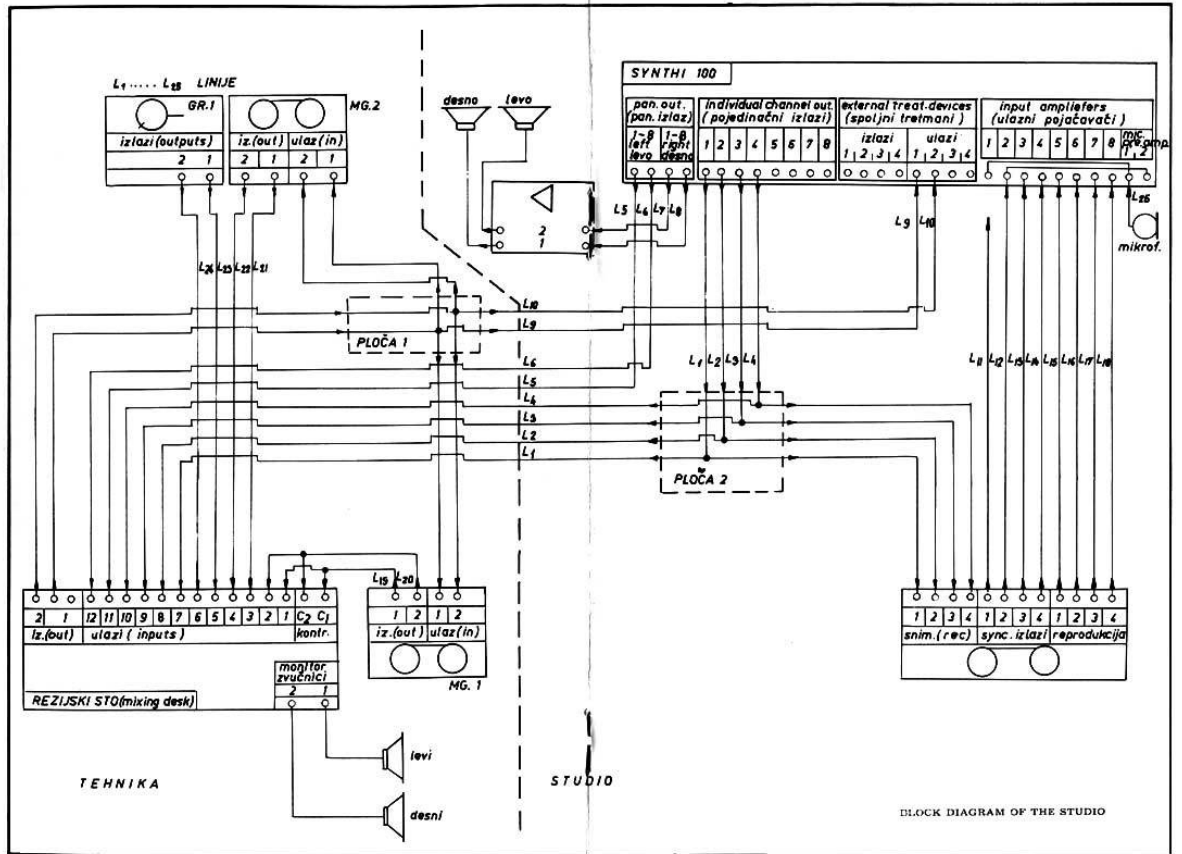 L1 ..... L25 LINIJE
GR.1
izlazi (outputs)
2 1
MG.2
iz.(out) ulaz(in)
2 1 2 1
desno levo
2
1
SYNTHI 100
pan. out.
(pan. izlaz)
1-8 left levo
1-8 right desno
individual channel out.
(pojedinačni izlazi)
1 2 3 4 5 6 7 8
external treat. devices
(spoljni tretmani)
izlazi ulazi
1 2 3 4 1 2 3 4
input ampliefers
(ulazni pojačavači)
1 2 3 4 5 6 7 8
mic. pre.amp.
1 2
L5 L6 L7 L8
L9 L10
L26
mikrof.
L24 L23 L22 L21
L10
L9
PLOČA 1
L6
L5
L4
L3
L2
L1
L1 L2 L3 L4
PLOČA 2
L11 L12 L13 L14 L15 L16 L17 L18
L19 L20
2 1 12 11 10 9 8 7 6 5 4 3 2 1 C2 C1
Iz.(out) ulazi (inputs) kontr.
monitor
zvučnici
2 1
REZIJSKI STO(mixing desk)
1 2 1 2
iz.(out) ulaz(in)
MG. 1
1 2 3 4 1 2 3 4 1 2 3 4
snim.(rec) sync. izlazi reprodukcija
levi
desni
TEHNIKA
STUDIO
BLOCK DIAGRAM OF THE STUDIO